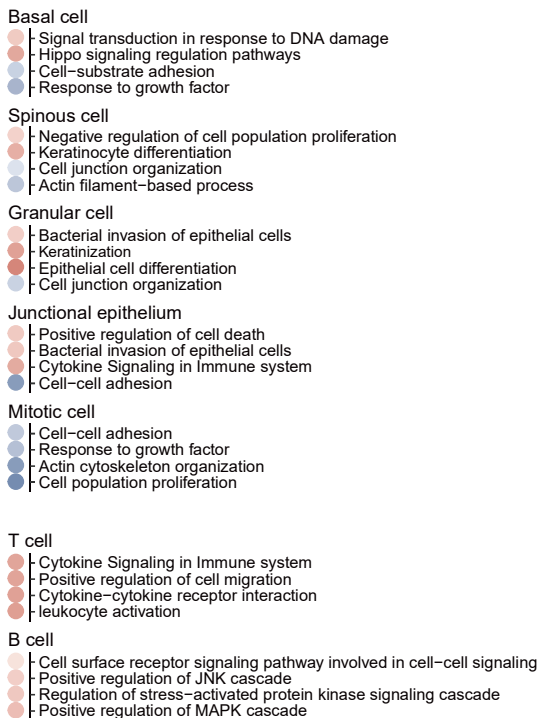 Basal cell
Signal transduction in response to DNA damage
Hippo signaling regulation pathways
Cell−substrate adhesion
Response to growth factor
Spinous cell
Negative regulation of cell population proliferation
Keratinocyte differentiation
Cell junction organization
Actin filament−based process
Granular cell
Bacterial invasion of epithelial cells
Keratinization
Epithelial cell differentiation
Cell junction organization
Junctional epithelium
Positive regulation of cell death
Bacterial invasion of epithelial cells
Cytokine Signaling in Immune system
Cell−cell adhesion
Mitotic cell
Cell−cell adhesion
Response to growth factor
Actin cytoskeleton organization
Cell population proliferation
T cell
Cytokine Signaling in Immune system
Positive regulation of cell migration
Cytokine−cytokine receptor interaction
leukocyte activation
B cell
Cell surface receptor signaling pathway involved in cell−cell signaling
Positive regulation of JNK cascade
Regulation of stress−activated protein kinase signaling cascade
Positive regulation of MAPK cascade